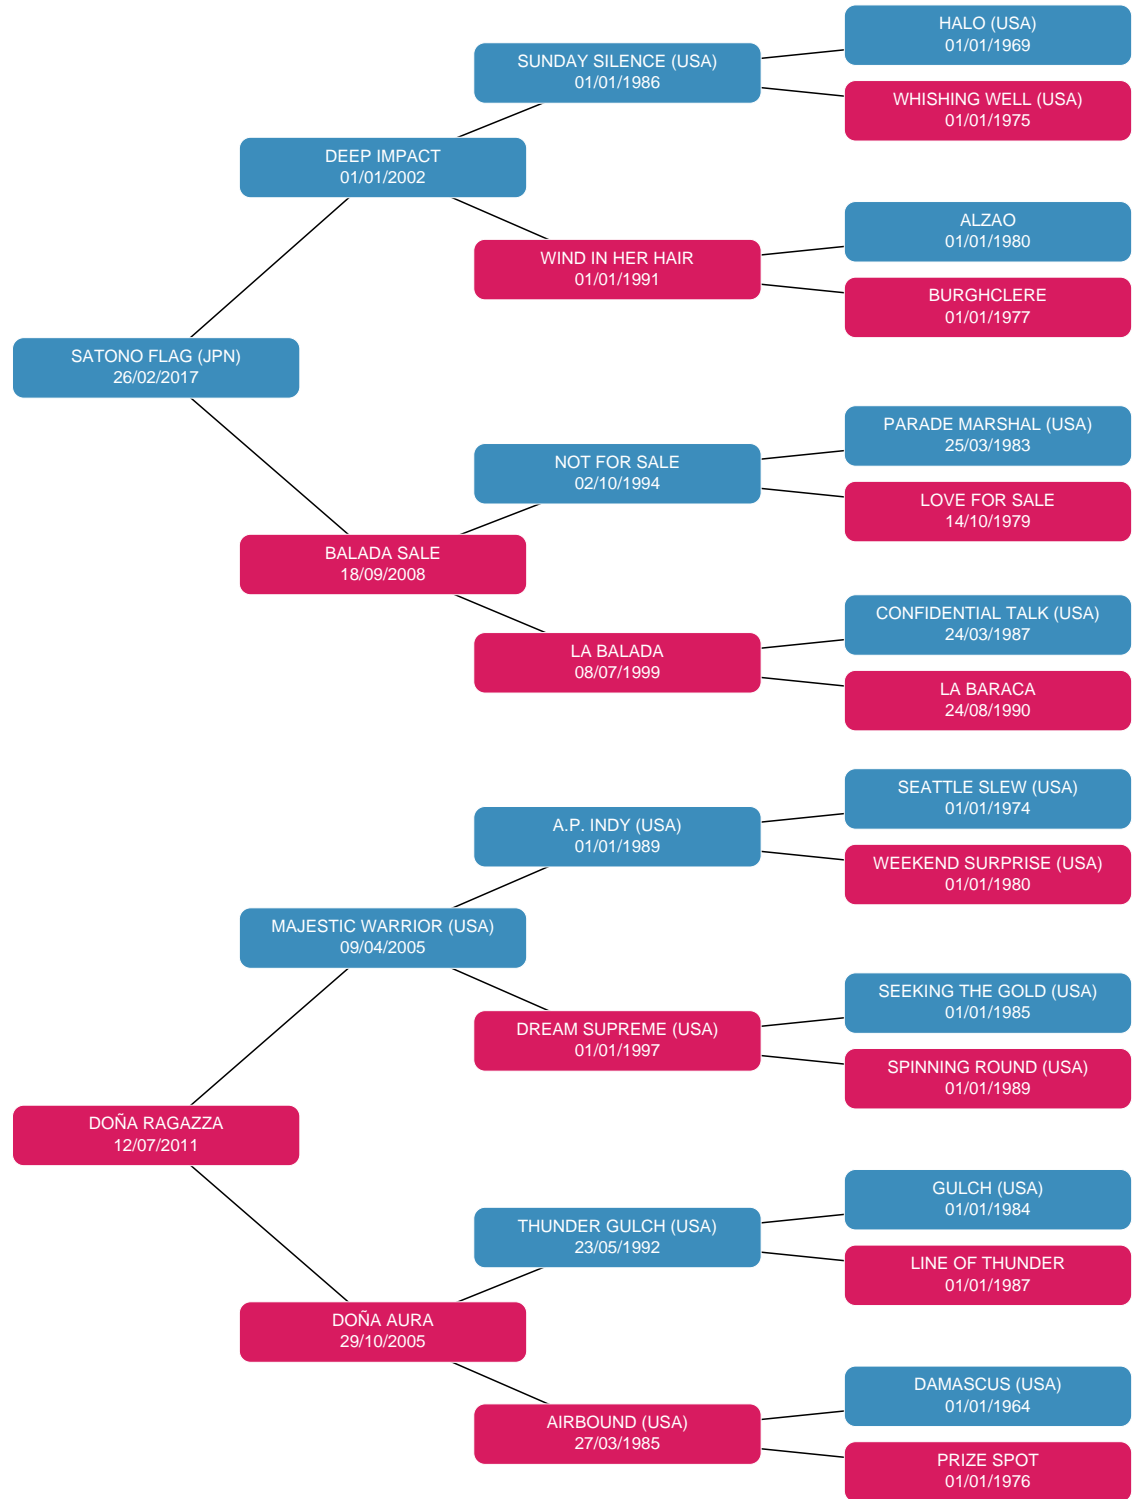 HALO (USA)
01/01/1969
SUNDAY SILENCE (USA)
01/01/1986
WHISHING WELL (USA)
01/01/1975
DEEP IMPACT
01/01/2002
ALZAO
01/01/1980
WIND IN HER HAIR
01/01/1991
BURGHCLERE
01/01/1977
SATONO FLAG (JPN)
26/02/2017
PARADE MARSHAL (USA)
25/03/1983
NOT FOR SALE
02/10/1994
LOVE FOR SALE
14/10/1979
BALADA SALE
18/09/2008
CONFIDENTIAL TALK (USA)
24/03/1987
LA BALADA
08/07/1999
LA BARACA
24/08/1990
SEATTLE SLEW (USA)
01/01/1974
A.P. INDY (USA)
01/01/1989
WEEKEND SURPRISE (USA)
01/01/1980
MAJESTIC WARRIOR (USA)
09/04/2005
SEEKING THE GOLD (USA)
01/01/1985
DREAM SUPREME (USA)
01/01/1997
SPINNING ROUND (USA)
01/01/1989
DOÑA RAGAZZA
12/07/2011
GULCH (USA)
01/01/1984
THUNDER GULCH (USA)
23/05/1992
LINE OF THUNDER
01/01/1987
DOÑA AURA
29/10/2005
DAMASCUS (USA)
01/01/1964
AIRBOUND (USA)
27/03/1985
PRIZE SPOT
01/01/1976